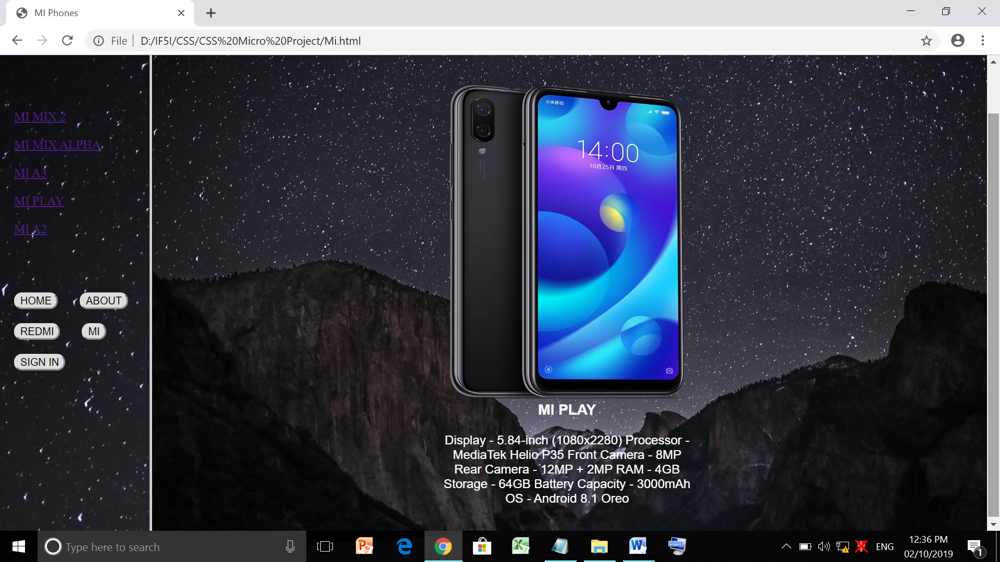 MI Phones
File
D:/IF5I/CSS/CSS%20Micro%20Project/Mi.html
MI MIX 2
MI MIX ALPHA
MI A3
MI PLAY
MI A2
HOME
ABOUT
REDMI
MI
SIGN IN
小米移动
14:00
10月25日 周四
MI PLAY
Display - 5.84-inch (1080x2280) Processor -
MediaTek Helio P35 Front Camera - 8MP
Rear Camera - 12MP + 2MP RAM - 4GB
Storage - 64GB Battery Capacity - 3000mAh
OS - Android 8.1 Oreo
Type here to search
ENG
12:36 PM
02/10/2019
1